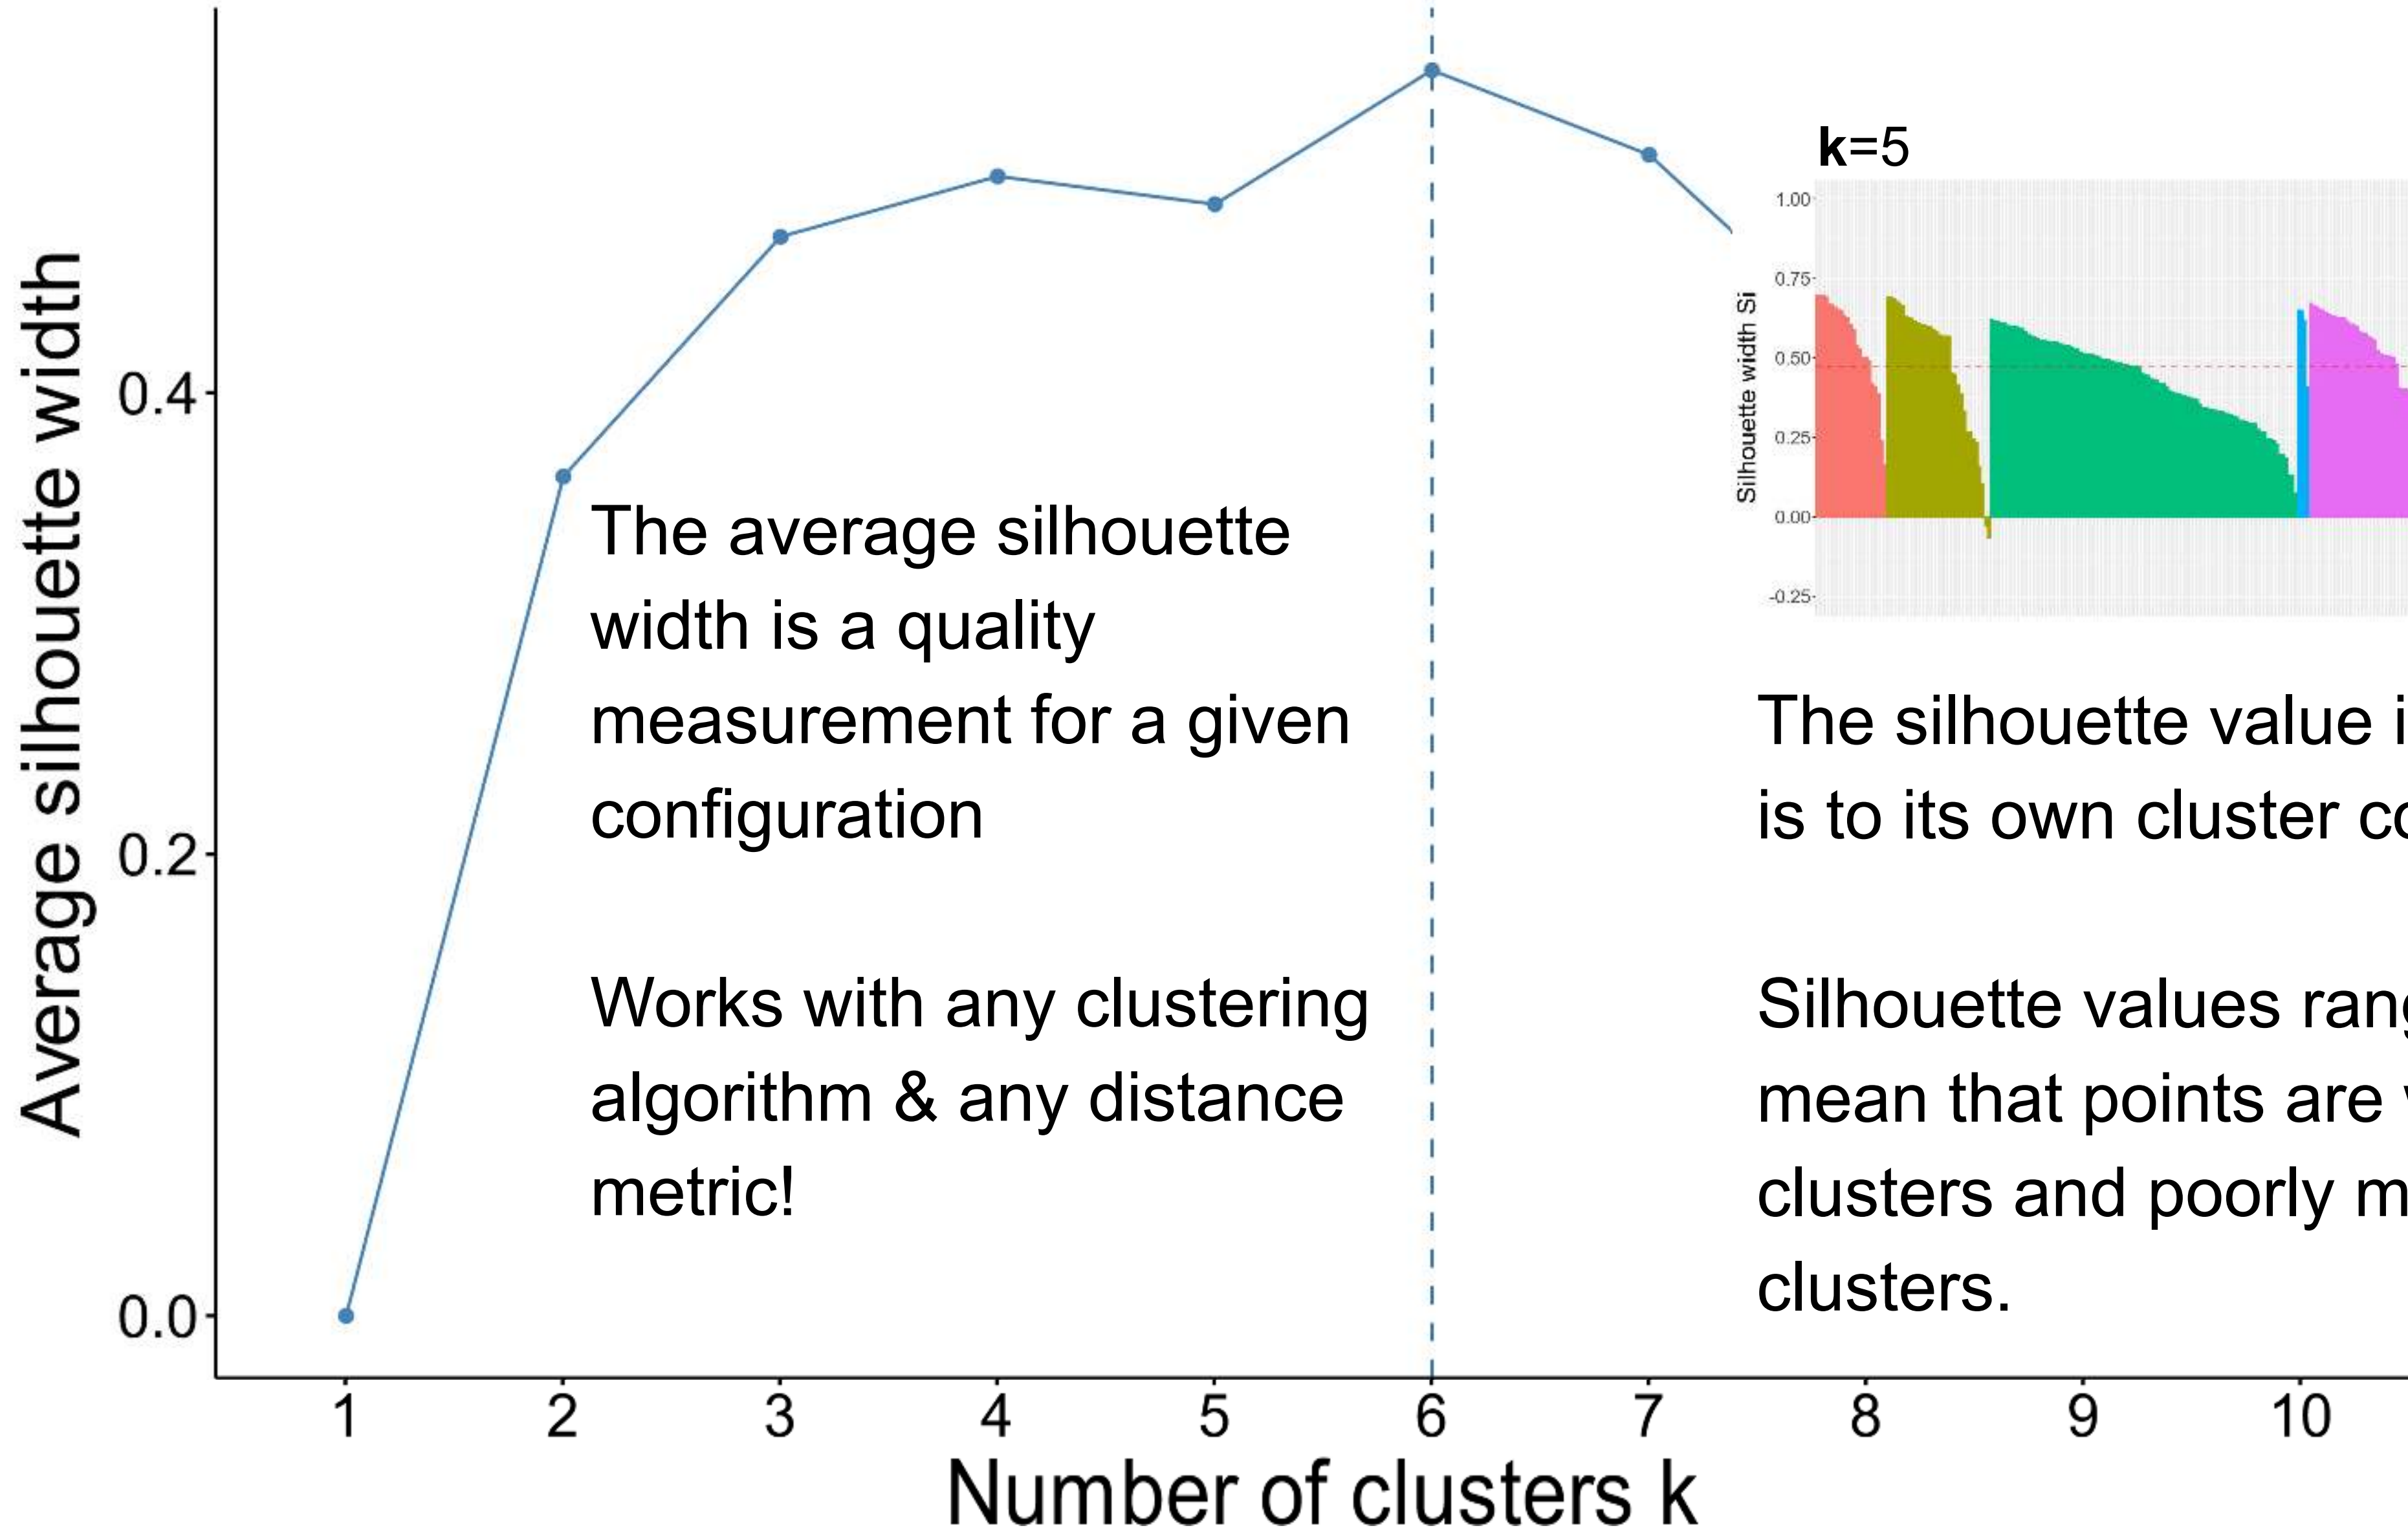 k=5
1.00
0.75
0.50
0.25
0.00
-0.25
Silhouette width Si
Average silhouette width
0.4
0.2
0.0
The average silhouette
width is a quality
measurement for a given
configuration
Works with any clustering
algorithm & any distance
metric!
The silhouette value
is to its own cluster
Silhouette values
mean that points are
clusters and poorly
clusters.
1 2 3 4 5 6 7 8 9 10
Number of clusters k